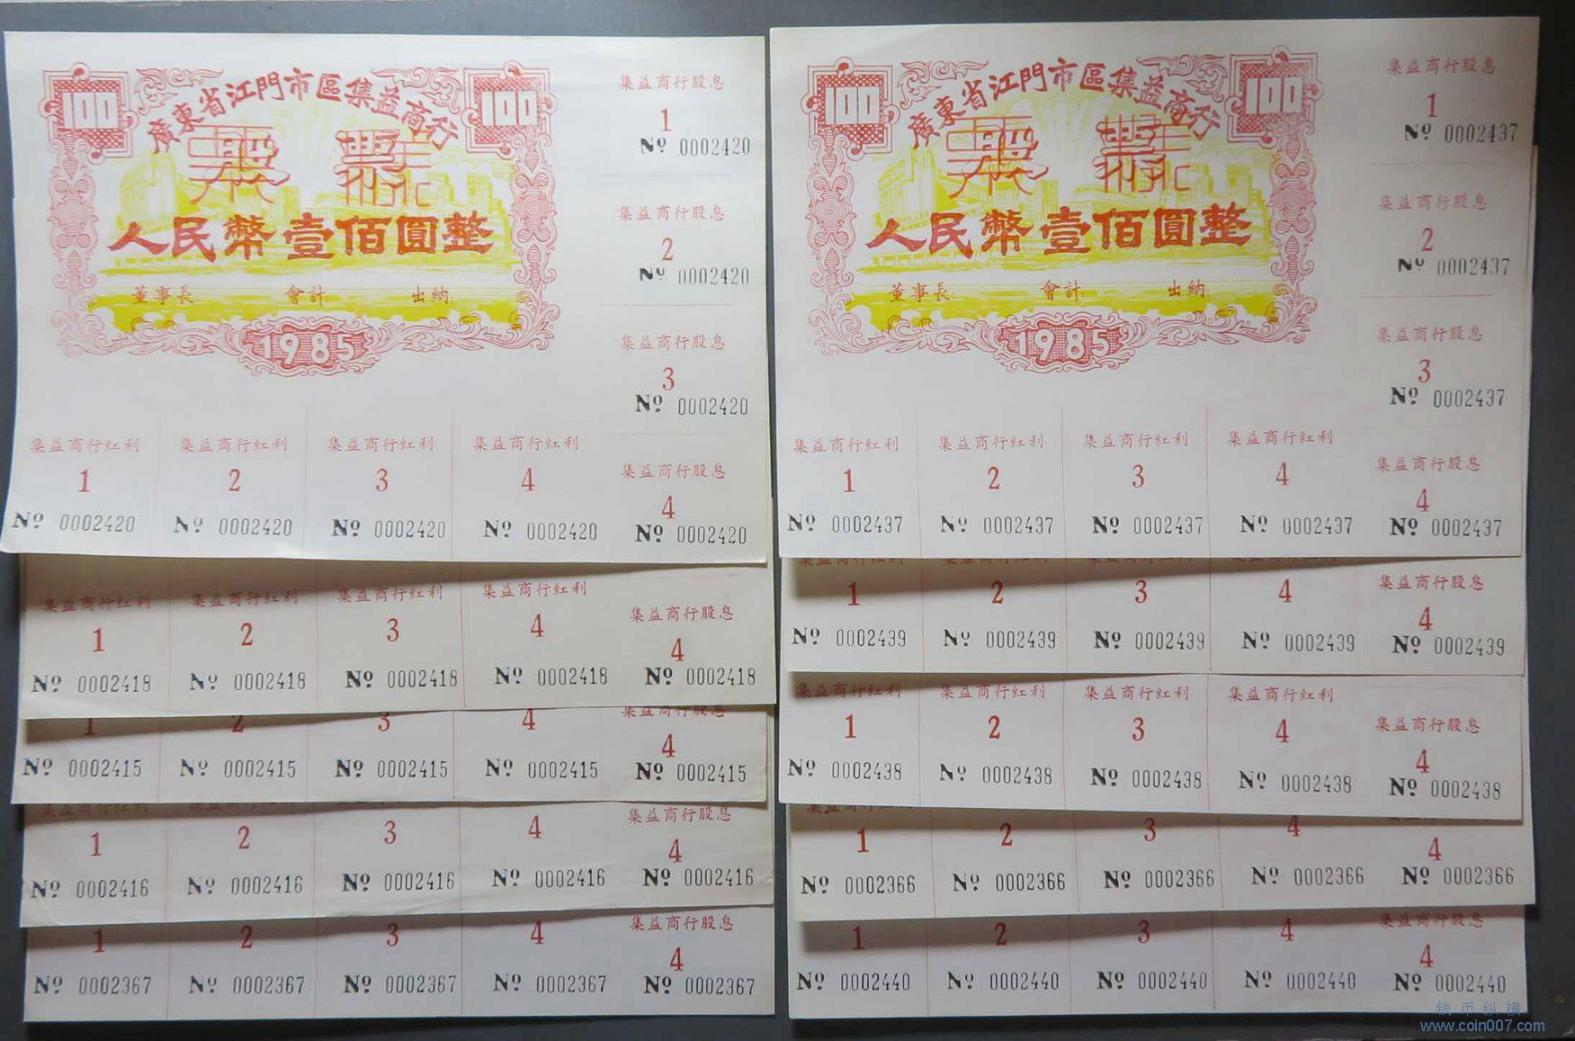 100
100
廣東省江門市區集益商行
股票
人民幣壹佰圓整
董事長: 會計: 出納:
1985
集益商行股息
1
Nº 0002420
集益商行股息
2
Nº 0002420
集益商行股息
3
Nº 0002420
集益商行股息
4
Nº 0002420
集益商行紅利 集益商行紅利 集益商行紅利 集益商行紅利
1 2 3 4
Nº 0002420 Nº 0002420 Nº 0002420 Nº 0002420
集益商行紅利 集益商行紅利 集益商行紅利 集益商行紅利 集益商行股息
1 2 3 4 4
Nº 0002418 Nº 0002418 Nº 0002418 Nº 0002418 Nº 0002418
集益商行股息
1 2 3 4 4
Nº 0002415 Nº 0002415 Nº 0002415 Nº 0002415 Nº 0002415
集益商行股息
1 2 3 4 4
Nº 0002416 Nº 0002416 Nº 0002416 Nº 0002416 Nº 0002416
集益商行股息
1 2 3 4 4
Nº 0002367 Nº 0002367 Nº 0002367 Nº 0002367 Nº 0002367
100
100
廣東省江門市區集益商行
股票
人民幣壹佰圓整
董事長: 會計: 出納:
1985
集益商行股息
1
Nº 0002437
集益商行股息
2
Nº 0002437
集益商行股息
3
Nº 0002437
集益商行股息
4
Nº 0002437
集益商行紅利 集益商行紅利 集益商行紅利 集益商行紅利
1 2 3 4
Nº 0002437 Nº 0002437 Nº 0002437 Nº 0002437
集益商行股息
1 2 3 4 4
Nº 0002439 Nº 0002439 Nº 0002439 Nº 0002439 Nº 0002439
集益商行紅利 集益商行紅利 集益商行紅利 集益商行紅利 集益商行股息
1 2 3 4 4
Nº 0002438 Nº 0002438 Nº 0002438 Nº 0002438 Nº 0002438
1 2 3 4 4
Nº 0002366 Nº 0002366 Nº 0002366 Nº 0002366 Nº 0002366
集益商行股息
1 2 3 4 4
Nº 0002440 Nº 0002440 Nº 0002440 Nº 0002440 Nº 0002440
钱币纵横
www.coin007.com